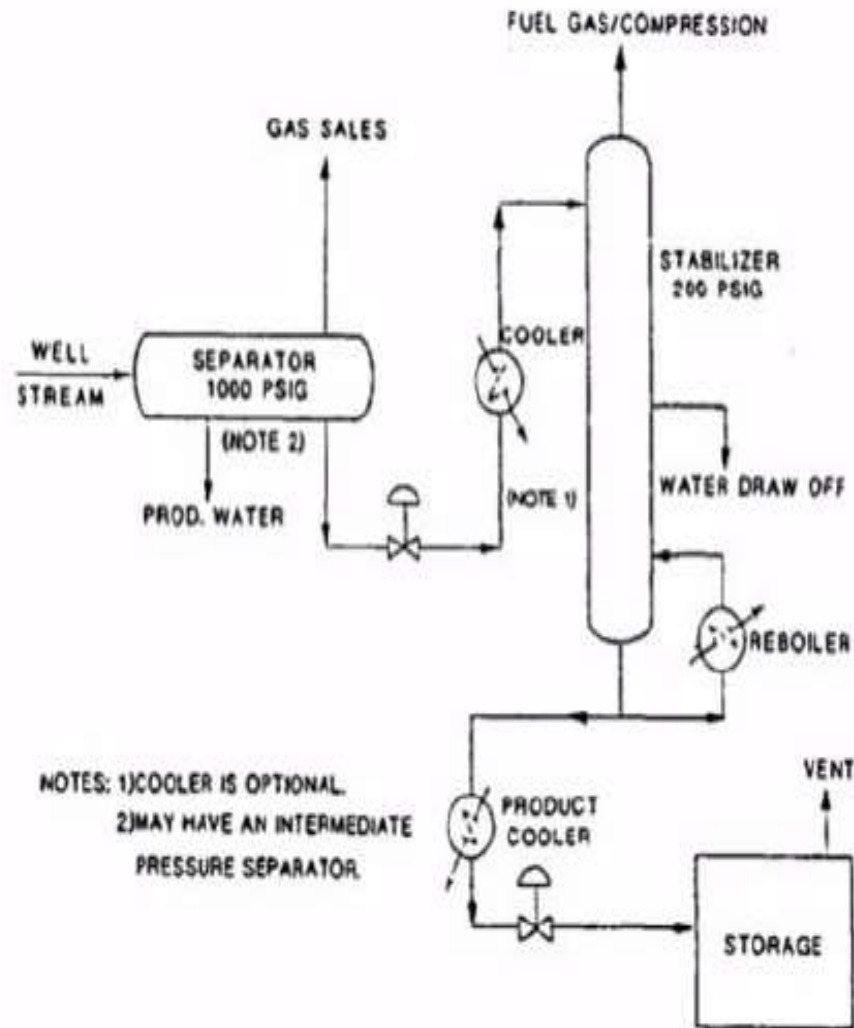 FUEL GAS/COMPRESSION
GAS SALES
STABILIZER
200 PSIG
COOLER
WELL
STREAM
SEPARATOR
1000 PSIG
(NOTE 2)
PROD. WATER
(NOTE 1)
WATER DRAW OFF
REBOILER
NOTES: 1)COOLER IS OPTIONAL.
2)MAY HAVE AN INTERMEDIATE
PRESSURE SEPARATOR.
PRODUCT
COOLER
VENT
STORAGE